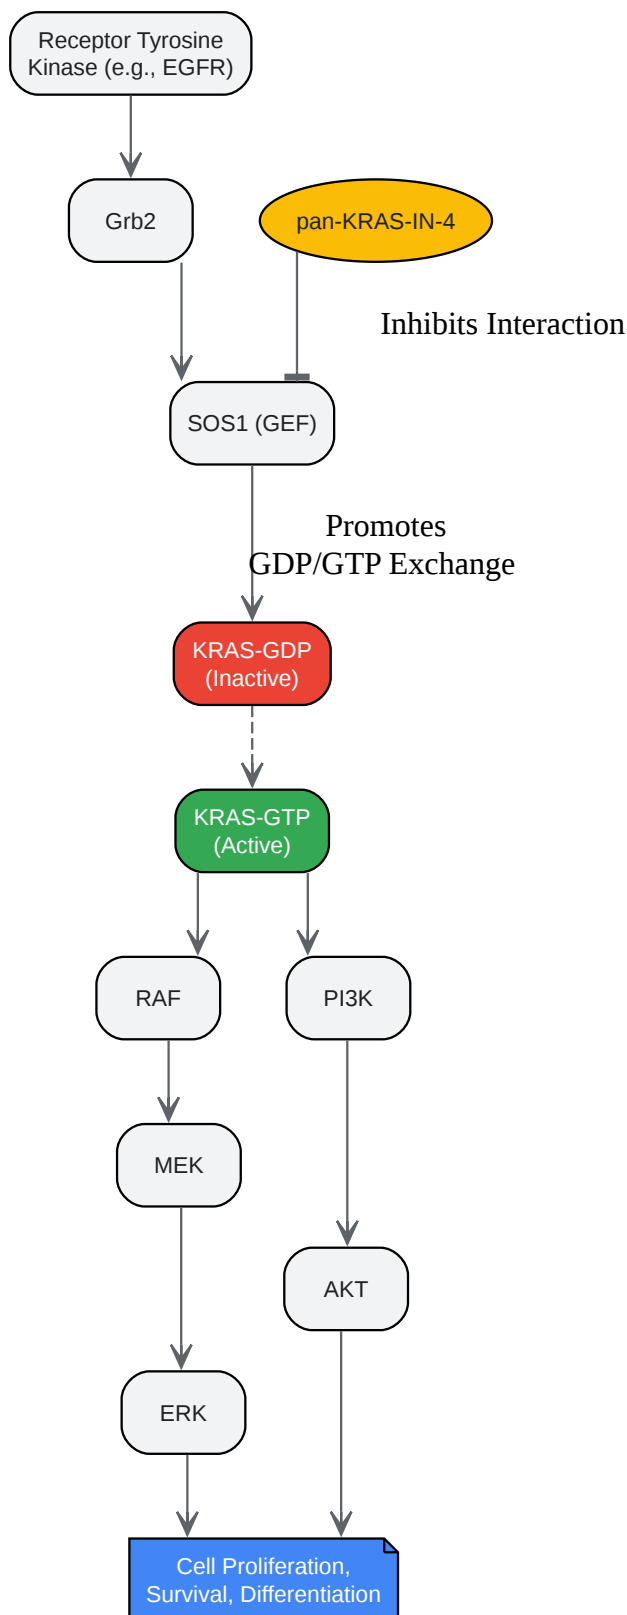 Receptor Tyrosine
Kinase (e.g., EGFR)
Grb2
pan-KRAS-IN-4
Inhibits Interaction
SOS1 (GEF)
Promotes
GDP/GTP Exchange
KRAS-GDP
(Inactive)
KRAS-GTP
(Active)
RAF
PI3K
MEK
AKT
ERK
Cell Proliferation,
Survival, Differentiation